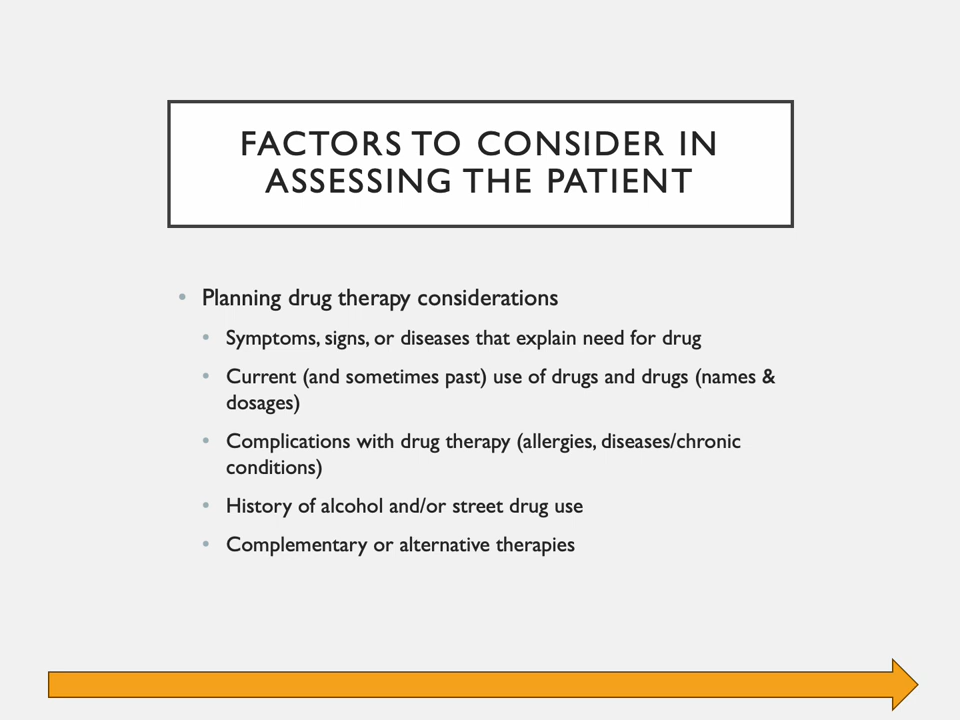 FACTORS TO CONSIDER IN
ASSESSING THE PATIENT
• Planning drug therapy considerations
• Symptoms, signs, or diseases that explain need for drug
• Current (and sometimes past) use of drugs and drugs (names &
dosages)
• Complications with drug therapy (allergies, diseases/chronic
conditions)
• History of alcohol and/or street drug use
• Complementary or alternative therapies